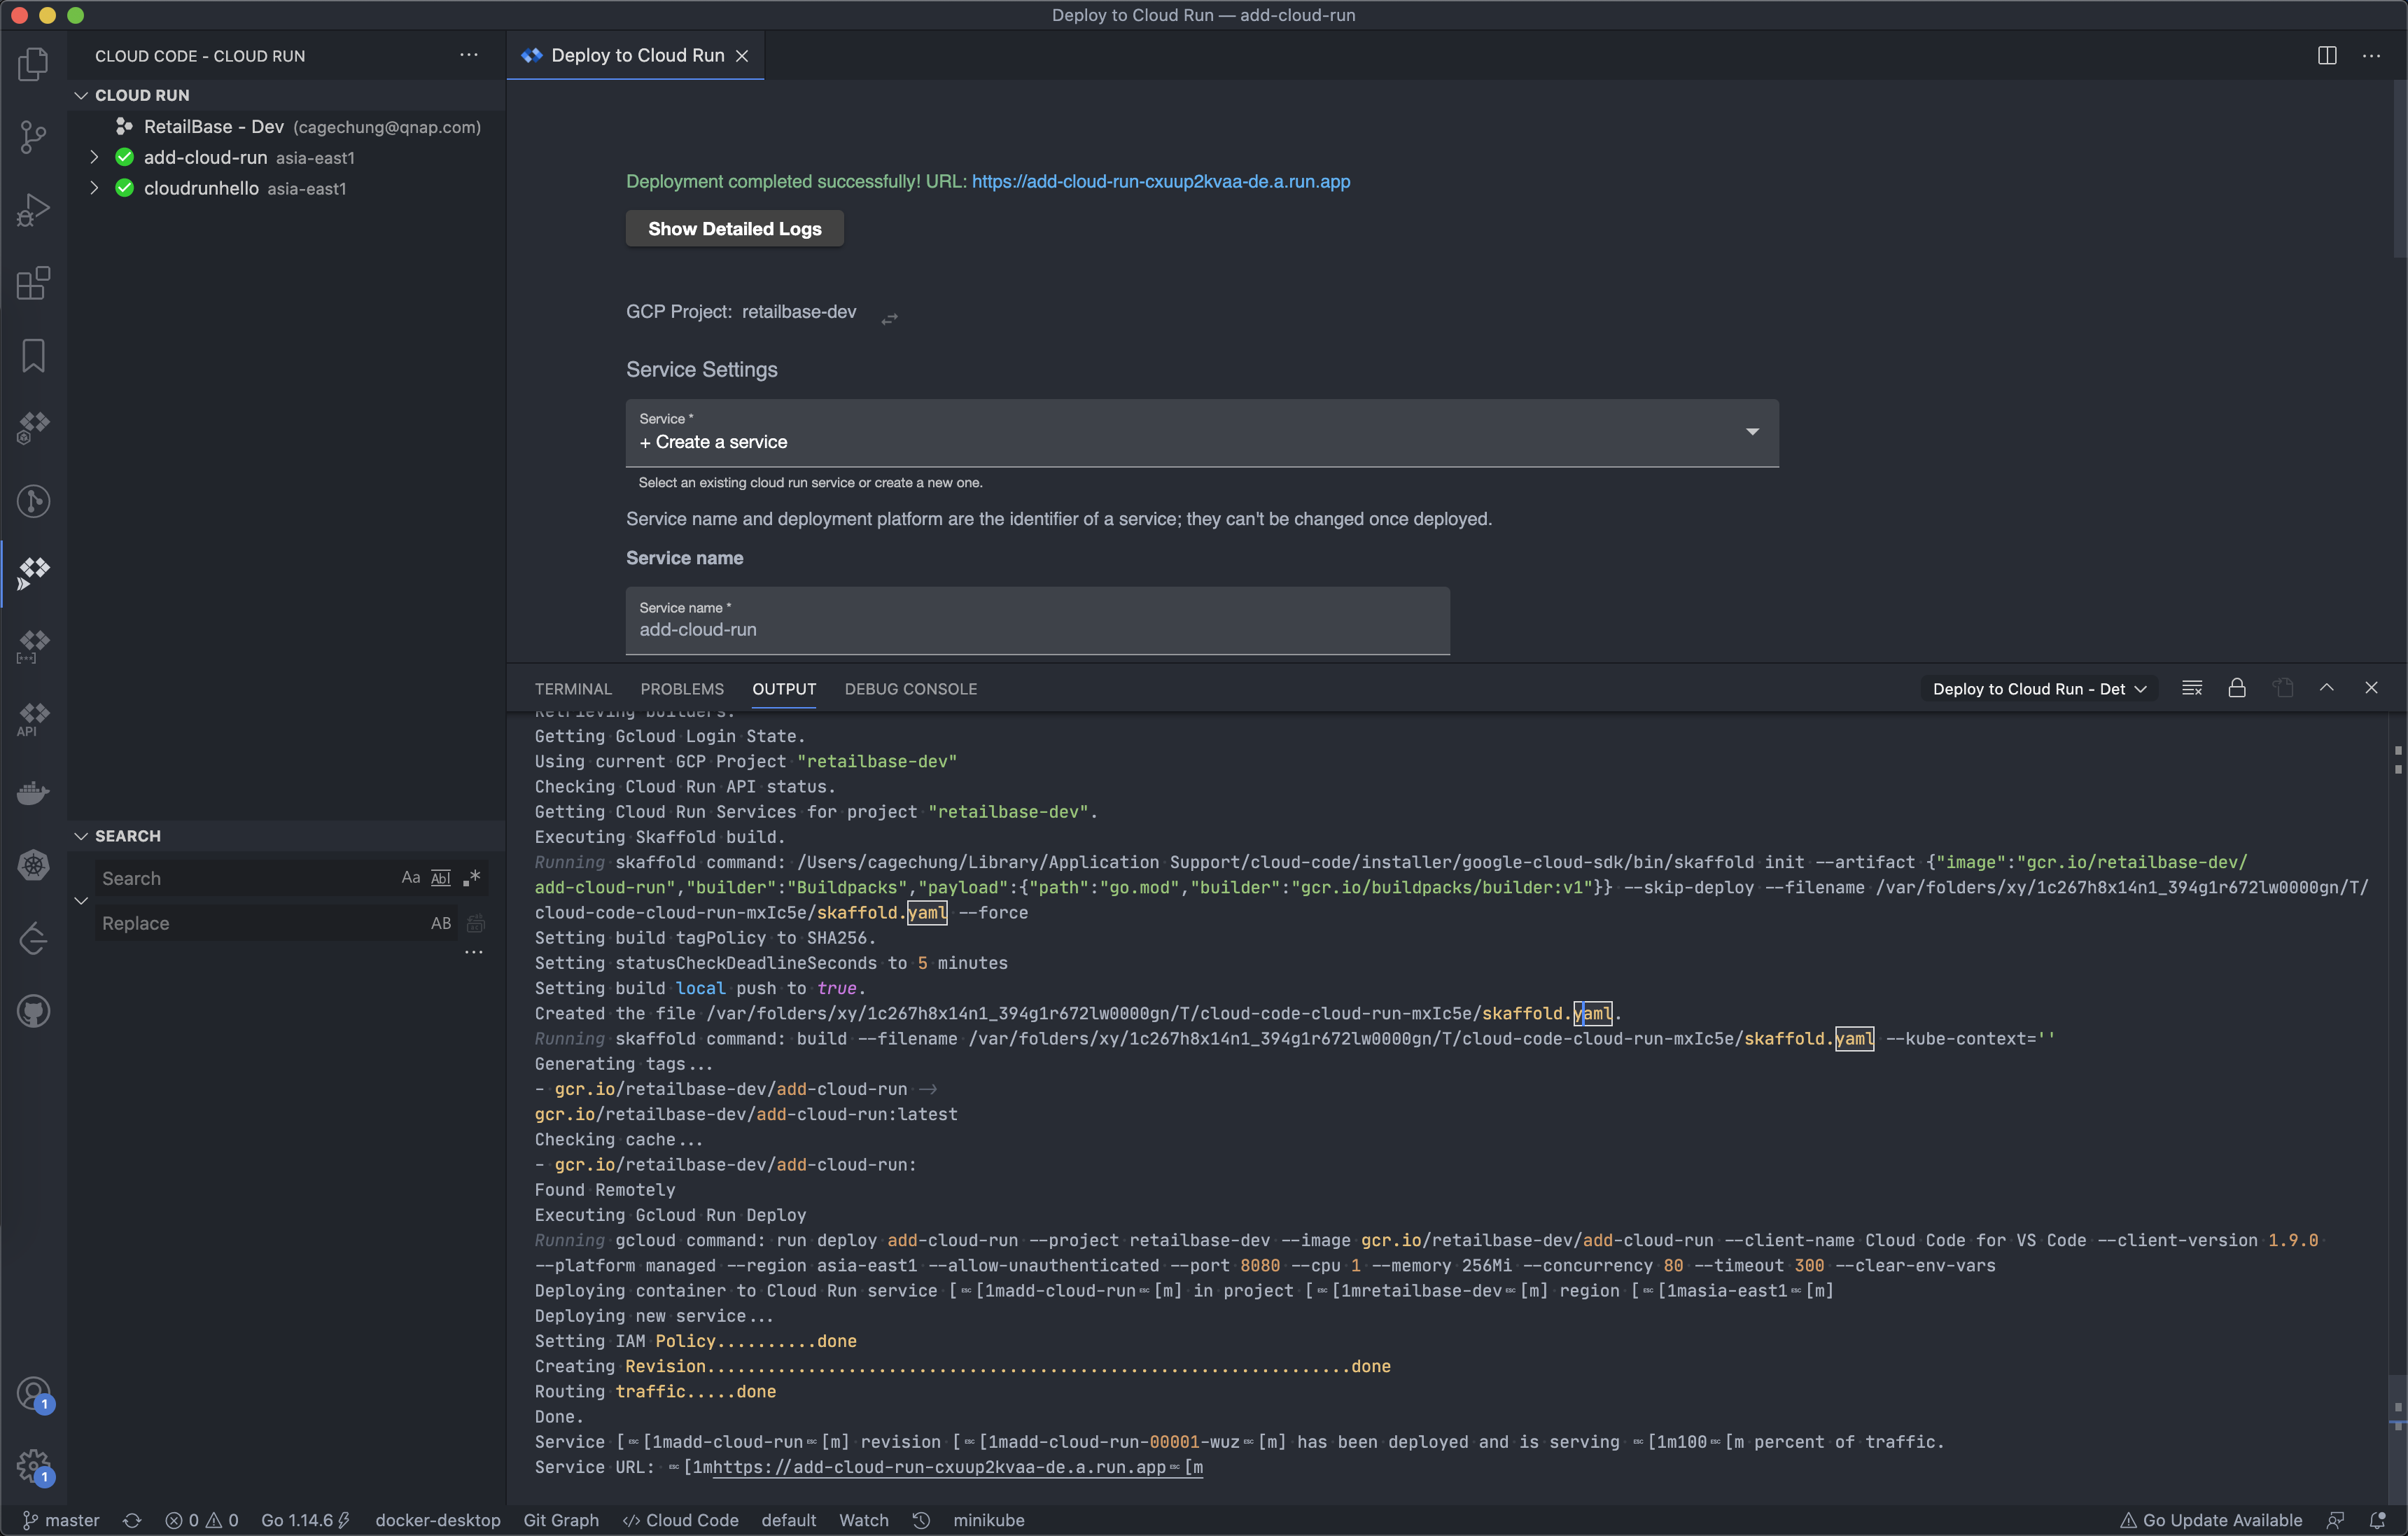 Deploy to Cloud Run — add-cloud-run
CLOUD CODE - CLOUD RUN
Deploy to Cloud Run
CLOUD RUN
RetailBase - Dev (cagechung@qnap.com)
add-cloud-run asia-east1
cloudrunhello asia-east1
Deployment completed successfully! URL: https://add-cloud-run-cxuup2kvaa-de.a.run.app
Show Detailed Logs
GCP Project: retailbase-dev
Service Settings
Service *
+ Create a service
Select an existing cloud run service or create a new one.
Service name and deployment platform are the identifier of a service; they can't be changed once deployed.
Service name
Service name *
add-cloud-run
API
SEARCH
Search
Aa Abl .*
Replace
AB
TERMINAL PROBLEMS OUTPUT DEBUG CONSOLE
Deploy to Cloud Run - Det
Retrieving builders.
Getting Gcloud Login State.
Using current GCP Project "retailbase-dev"
Checking Cloud Run API status.
Getting Cloud Run Services for project "retailbase-dev".
Executing Skaffold build.
Running skaffold command: /Users/cagechung/Library/Application Support/cloud-code/installer/google-cloud-sdk/bin/skaffold init --artifact {"image":"gcr.io/retailbase-dev/
add-cloud-run","builder":"Buildpacks","payload":{"path":"go.mod","builder":"gcr.io/buildpacks/builder:v1"}} --skip-deploy --filename /var/folders/xy/1c267h8x14n1_394g1r672lw0000gn/T/
cloud-code-cloud-run-mxIc5e/skaffold.yaml --force
Setting build tagPolicy to SHA256.
Setting statusCheckDeadlineSeconds to 5 minutes
Setting build local push to true.
Created the file /var/folders/xy/1c267h8x14n1_394g1r672lw0000gn/T/cloud-code-cloud-run-mxIc5e/skaffold.yaml.
Running skaffold command: build --filename /var/folders/xy/1c267h8x14n1_394g1r672lw0000gn/T/cloud-code-cloud-run-mxIc5e/skaffold.yaml --kube-context=''
Generating tags...
- gcr.io/retailbase-dev/add-cloud-run ->
gcr.io/retailbase-dev/add-cloud-run:latest
Checking cache...
- gcr.io/retailbase-dev/add-cloud-run:
Found Remotely
Executing Gcloud Run Deploy
Running gcloud command: run deploy add-cloud-run --project retailbase-dev --image gcr.io/retailbase-dev/add-cloud-run --client-name Cloud Code for VS Code --client-version 1.9.0
--platform managed --region asia-east1 --allow-unauthenticated --port 8080 --cpu 1 --memory 256Mi --concurrency 80 --timeout 300 --clear-env-vars
Deploying container to Cloud Run service [ESC[1madd-cloud-runESC[m] in project [ESC[1mretailbase-devESC[m] region [ESC[1masia-east1ESC[m]
Deploying new service...
Setting IAM Policy..........done
Creating Revision................................................................done
Routing traffic.....done
Done.
Service [ESC[1madd-cloud-runESC[m] revision [ESC[1madd-cloud-run-00001-wuzESC[m] has been deployed and is serving ESC[1m100ESC[m percent of traffic.
Service URL: ESC[1mhttps://add-cloud-run-cxuup2kvaa-de.a.run.appESC[m
1
1
master 0 0 Go 1.14.6 docker-desktop Git Graph Cloud Code default Watch minikube Go Update Available